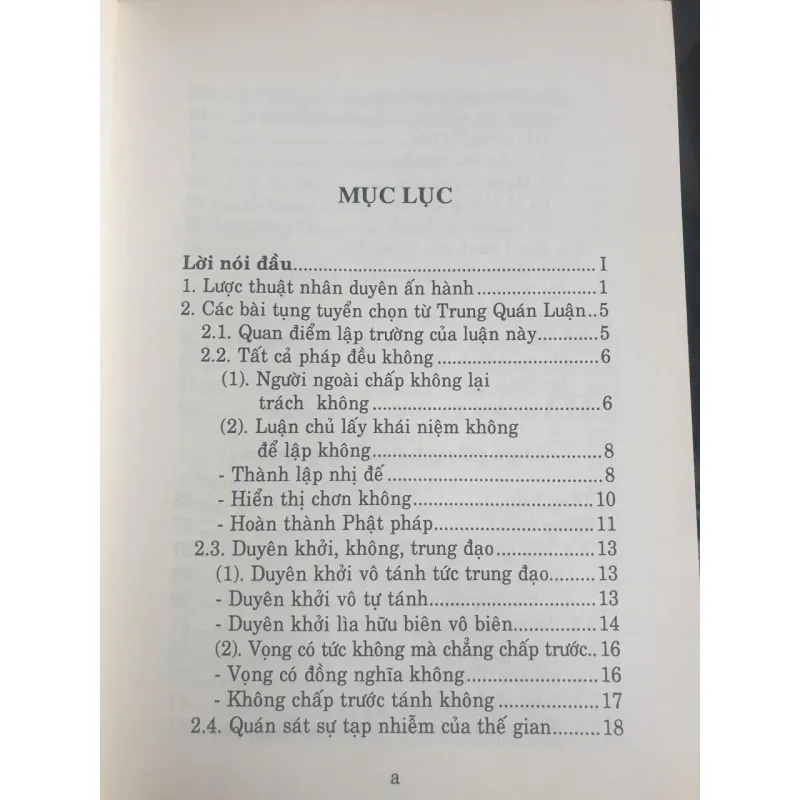 MỤC LỤC
Lời nói đầu.................................................... I
1. Lược thuật nhân duyên ấn hành .................... 1
2. Các bài tụng tuyển chọn từ Trung Quán Luận..5
2.1. Quan điểm lập trường của luận này............ 5
2.2. Tất cả pháp đều không ........................... 6
(1). Người ngoài chấp không lại
trách không ...................................... 6
(2). Luận chủ lấy khái niệm không
để lập không........................................ 8
- Thành lập nhị đế .................................... 8
- Hiển thị chơn không............................... 10
- Hoàn thành Phật pháp............................ 11
2.3. Duyên khởi, không, trung đạo.................... 13
(1). Duyên khởi vô tánh tức trung đạo......... 13
- Duyên khởi vô tự tánh............................. 13
- Duyên khởi lìa hữu biên vô biên............... 14
(2). Vọng có tức không mà chẳng chấp trước.. 16
- Vọng có đồng nghĩa không....................... 16
- Không chấp trước tánh không .................. 17
2.4. Quán sát sự tạp nhiễm của thế gian........... 18
a